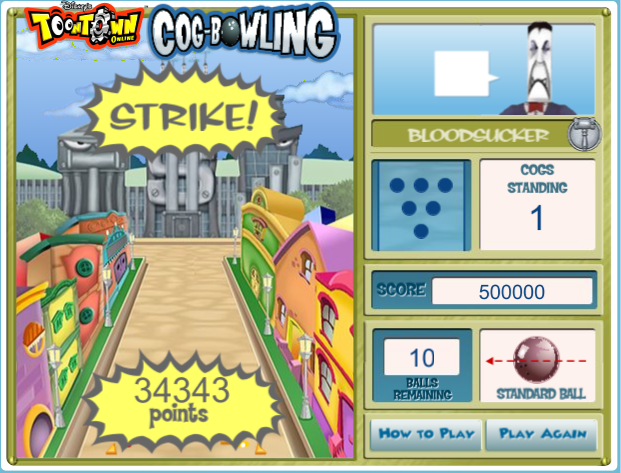 Disney's
TOONTOWN
ONLINE
COG-BOWLING
STRIKE!
BLOODSUCKER
COGS
STANDING
1
SCORE
500000
34343
points
10
BALLS
REMAINING
STANDARD BALL
HOW TO PLAY
PLAY AGAIN